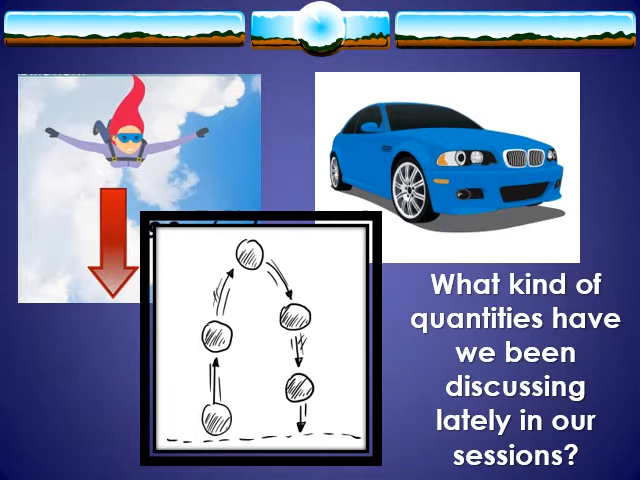 What kind of
quantities have
we been
discussing
lately in our
sessions?